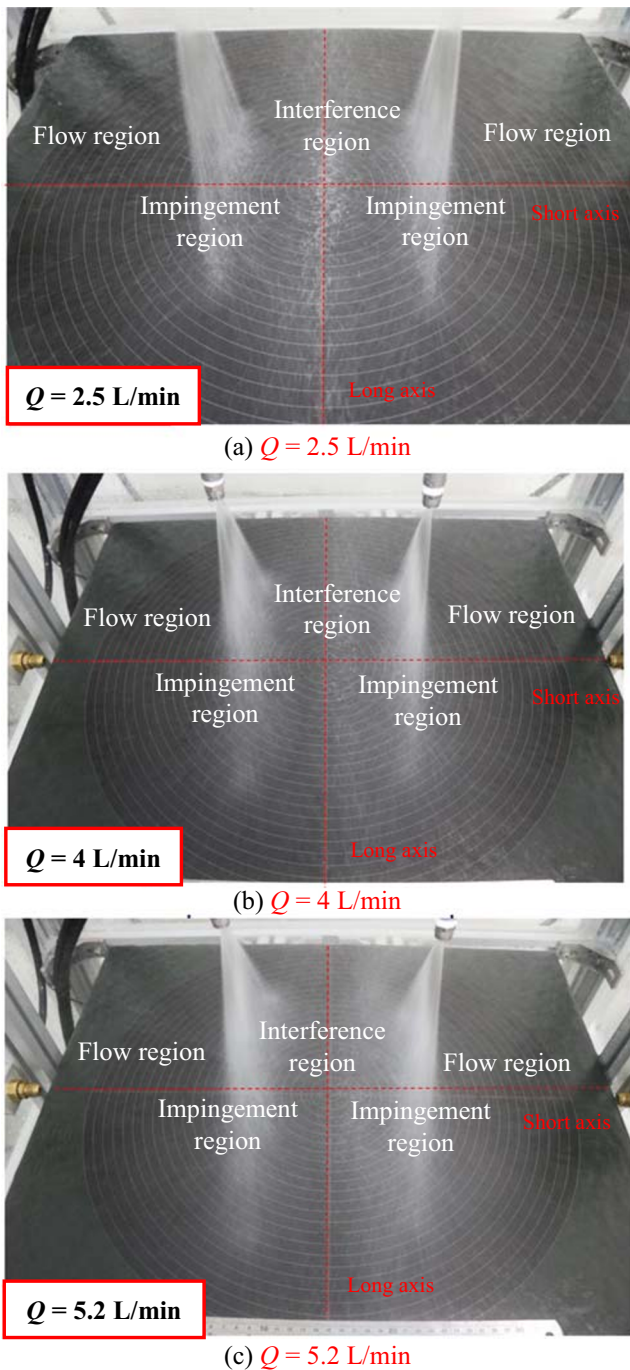 Interference
region
Flow region
Flow region
Impingement
region
Impingement
region
Short axis
Long axis
Q = 2.5 L/min
(a) Q = 2.5 L/min
Interference
region
Flow region
Flow region
Impingement
region
Impingement
region
Short axis
Long axis
Q = 4 L/min
(b) Q = 4 L/min
Interference
region
Flow region
Flow region
Impingement
region
Impingement
region
Short axis
Long axis
Q = 5.2 L/min
(c) Q = 5.2 L/min